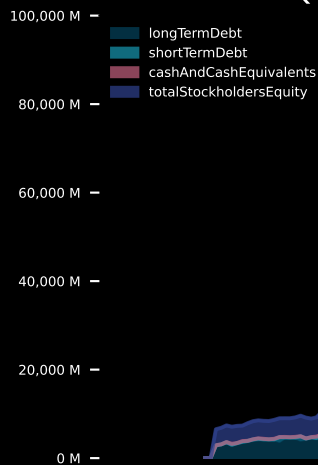 100,000 M
longTermDebt
shortTermDebt
cashAndCashEquivalents
totalStockholdersEquity
80,000 M
60,000 M
40,000 M
20,000 M
0 M